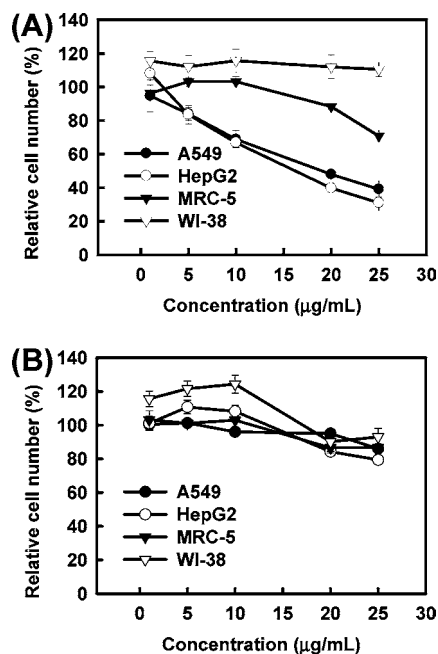 (A)
Relative cell number (%)
140
120
100
80
60
40
20
0
A549
HepG2
MRC-5
WI-38
0 5 10 15 20 25 30
Concentration (μg/mL)
(B)
Relative cell number (%)
140
120
100
80
60
40
20
0
A549
HepG2
MRC-5
WI-38
0 5 10 15 20 25 30
Concentration (μg/mL)